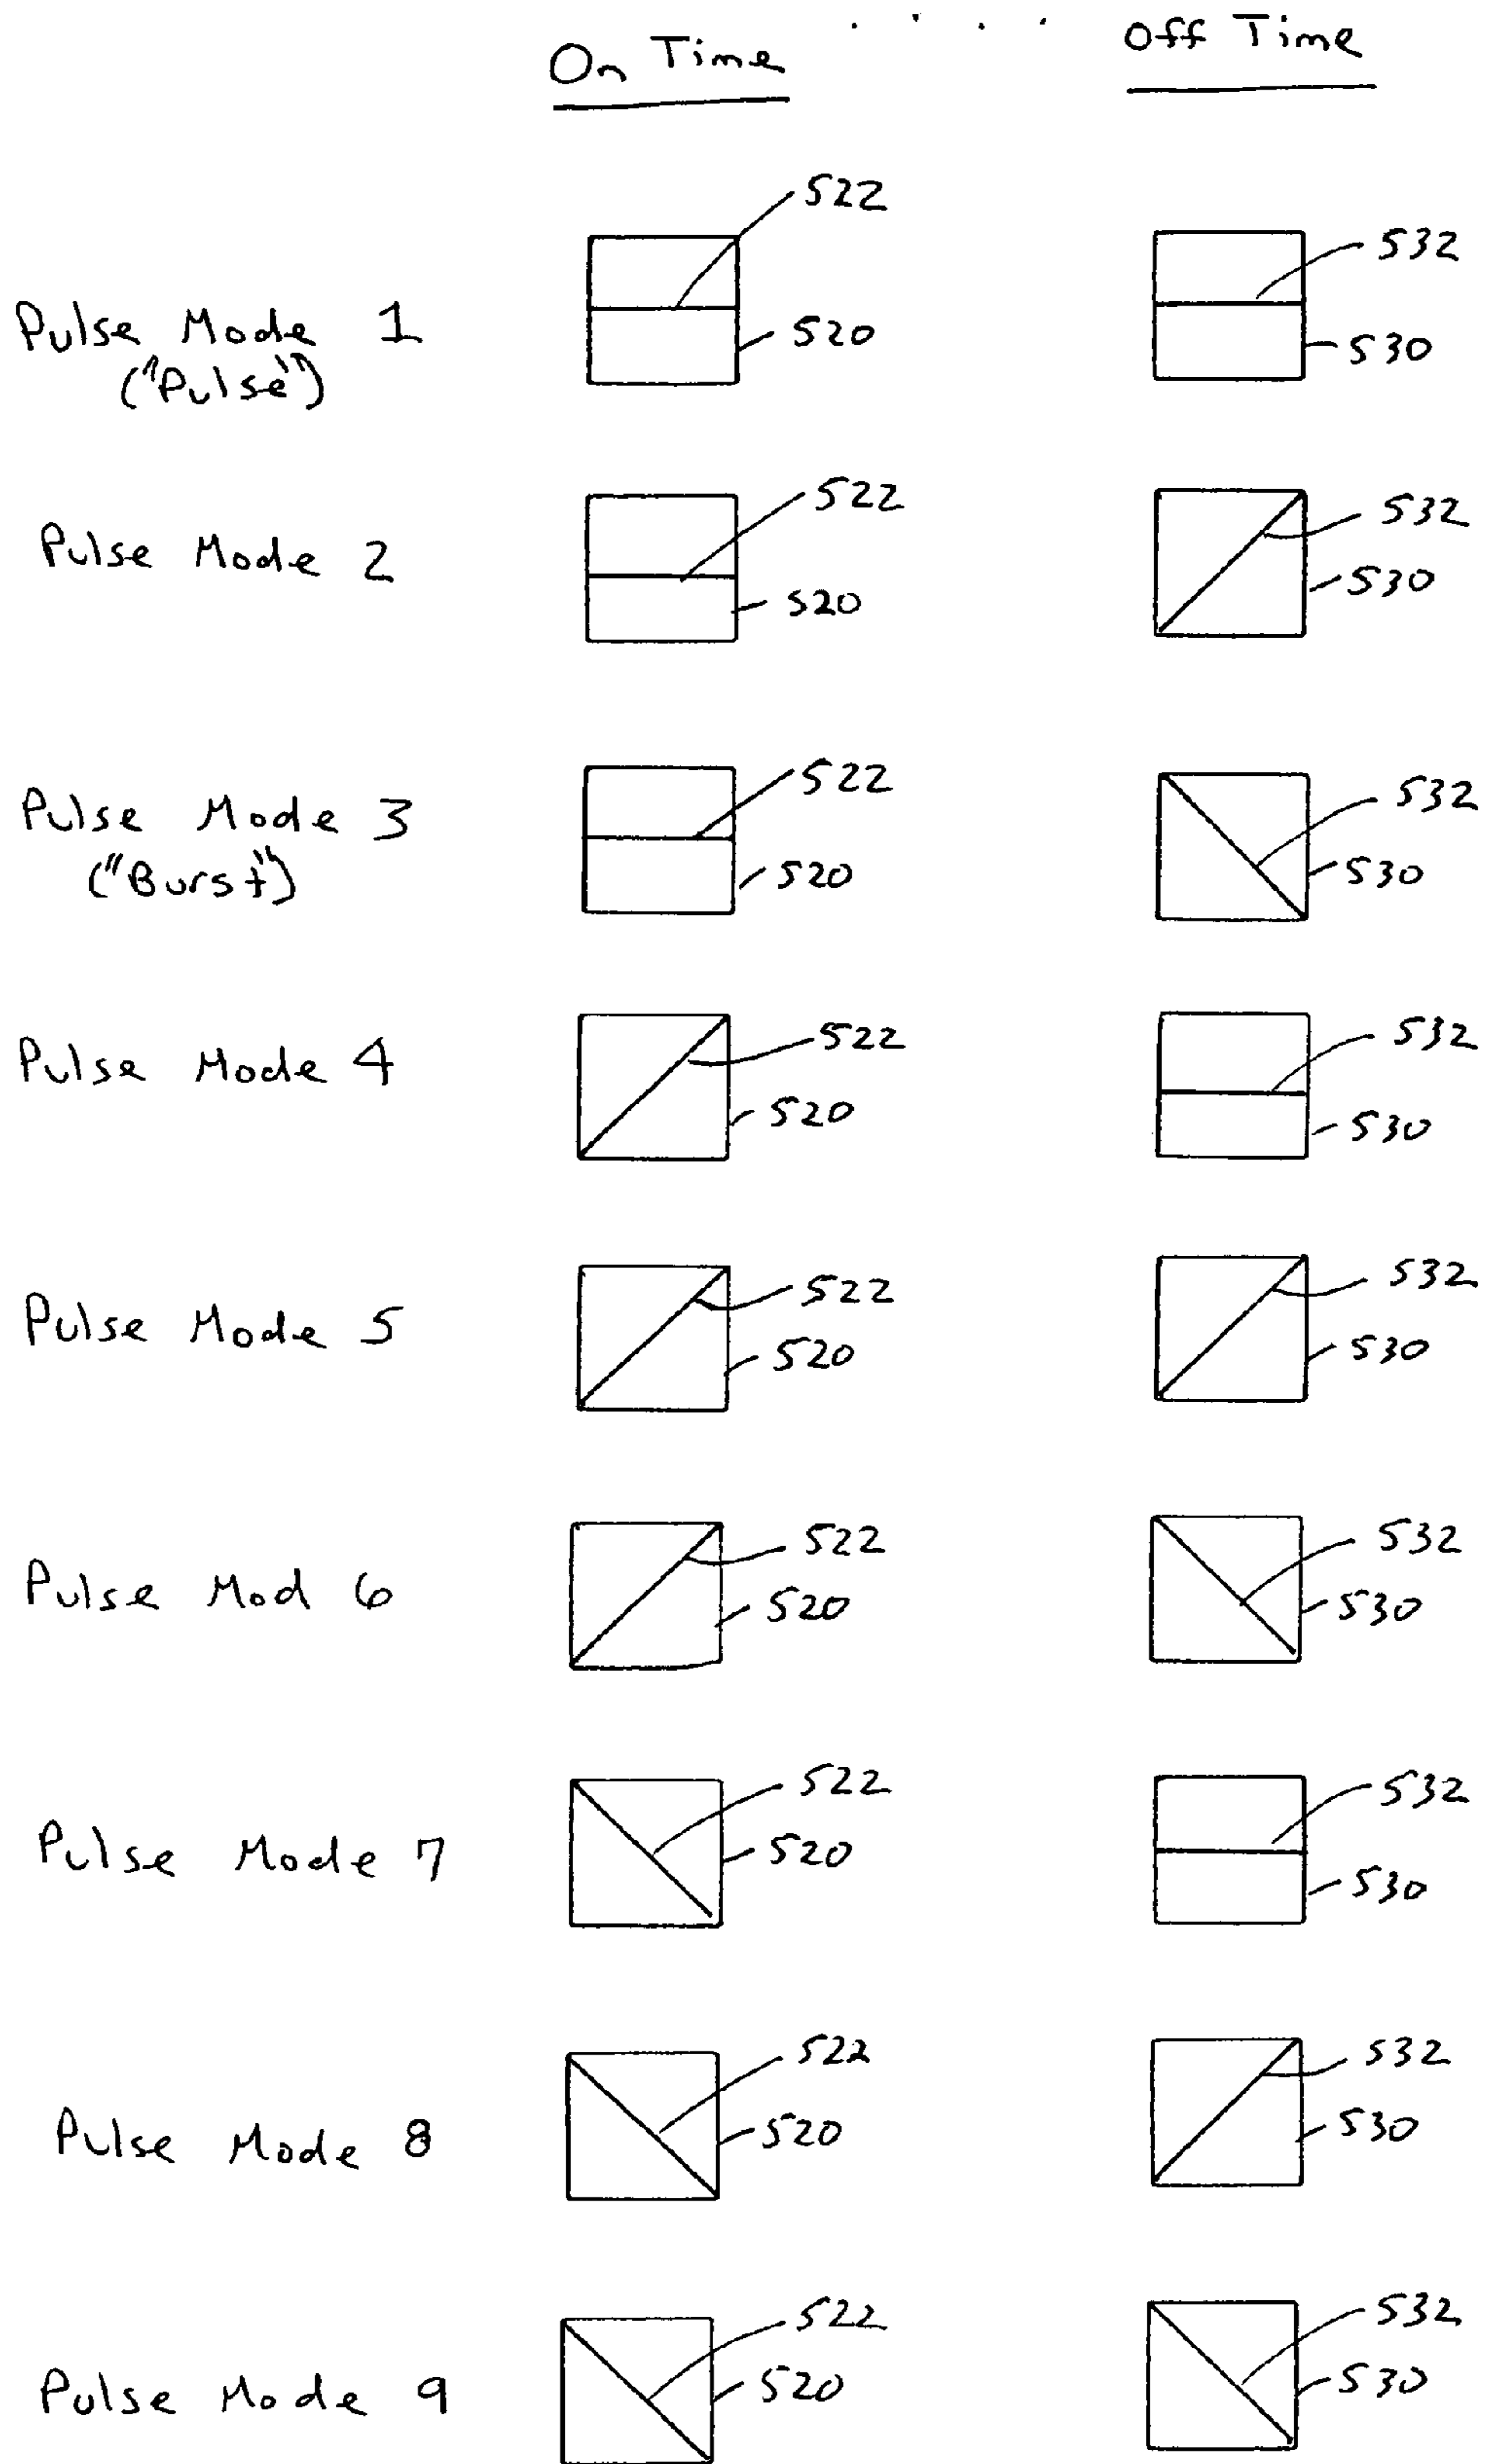 On Time
Off Time
522
532
Pulse Mode 1
520
530
("Pulse")
522
532
Pulse Mode 2
520
530
522
532
Pulse Mode 3
("Burst")
520
530
522
532
Pulse Mode 4
520
530
522
532
Pulse Mode 5
520
530
522
532
Pulse Mod 6
520
530
522
532
Pulse Mode 7
520
530
522
532
Pulse Mode 8
520
530
522
532
Pulse Mode 9
520
530